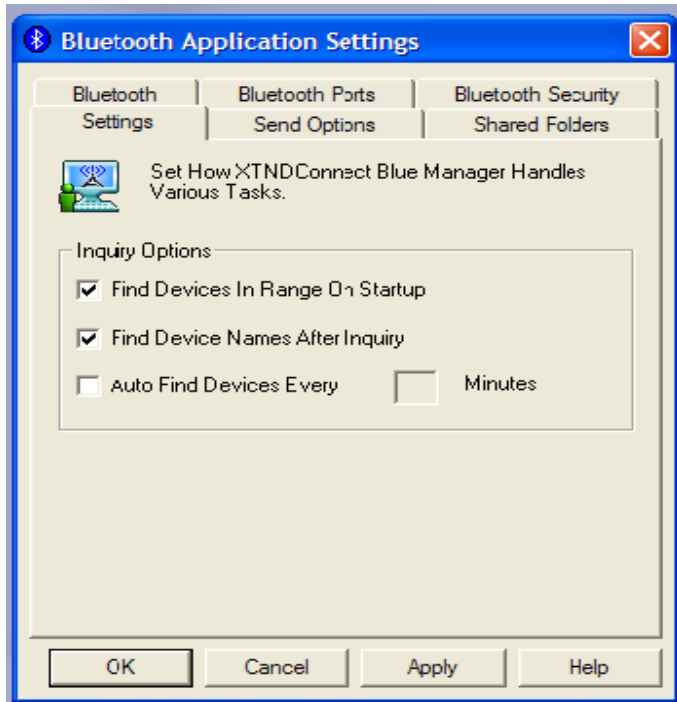 Bluetooth Application Settings
Bluetooth Bluetooth Ports Bluetooth Security
Settings Send Options Shared Folders
Set How XTNDConnect Blue Manager Handles
Various Tasks.
Inquiry Options
Find Devices In Range On Startup
Find Device Names After Inquiry
Auto Find Devices Every Minutes
OK Cancel Apply Help